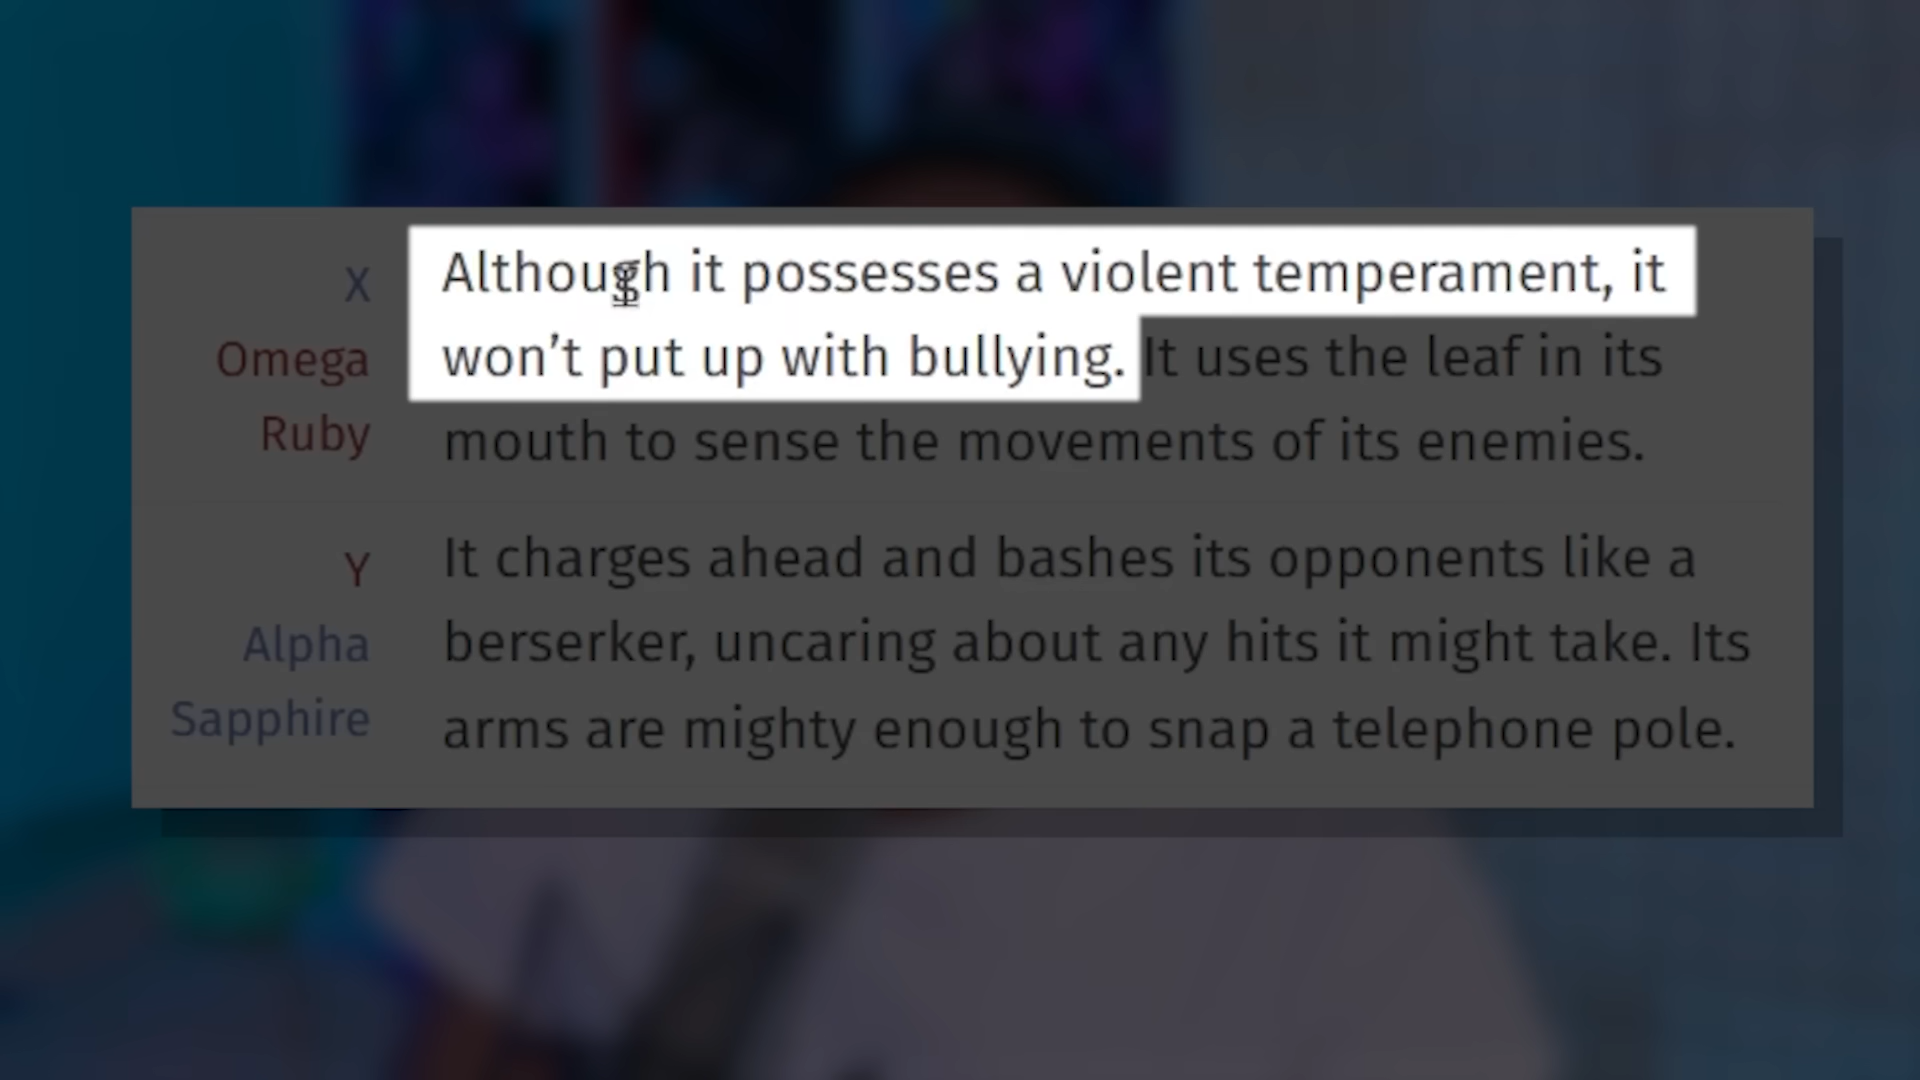 X
Omega
Ruby
Although it possesses a violent temperament, it
won’t put up with bullying. It uses the leaf in its
mouth to sense the movements of its enemies.
Y
Alpha
Sapphire
It charges ahead and bashes its opponents like a
berserker, uncaring about any hits it might take. Its
arms are mighty enough to snap a telephone pole.